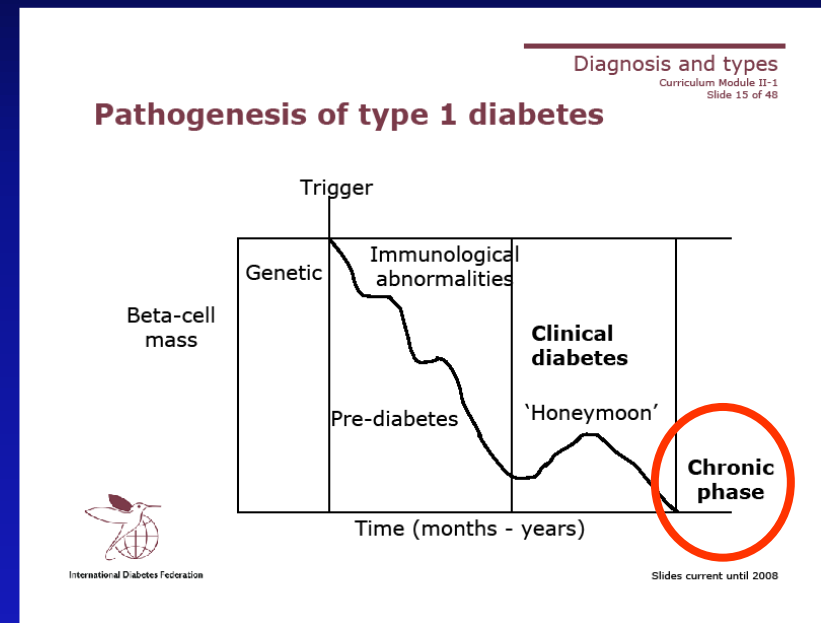 Diagnosis and types
Curriculum Module II-1
Slide 15 of 48
Pathogenesis of type 1 diabetes
Trigger
Genetic
Immunological
abnormalities
Beta-cell
mass
Clinical
diabetes
Pre-diabetes
‘Honeymoon’
Chronic
phase
Time (months - years)
International Diabetes Federation
Slides current until 2008